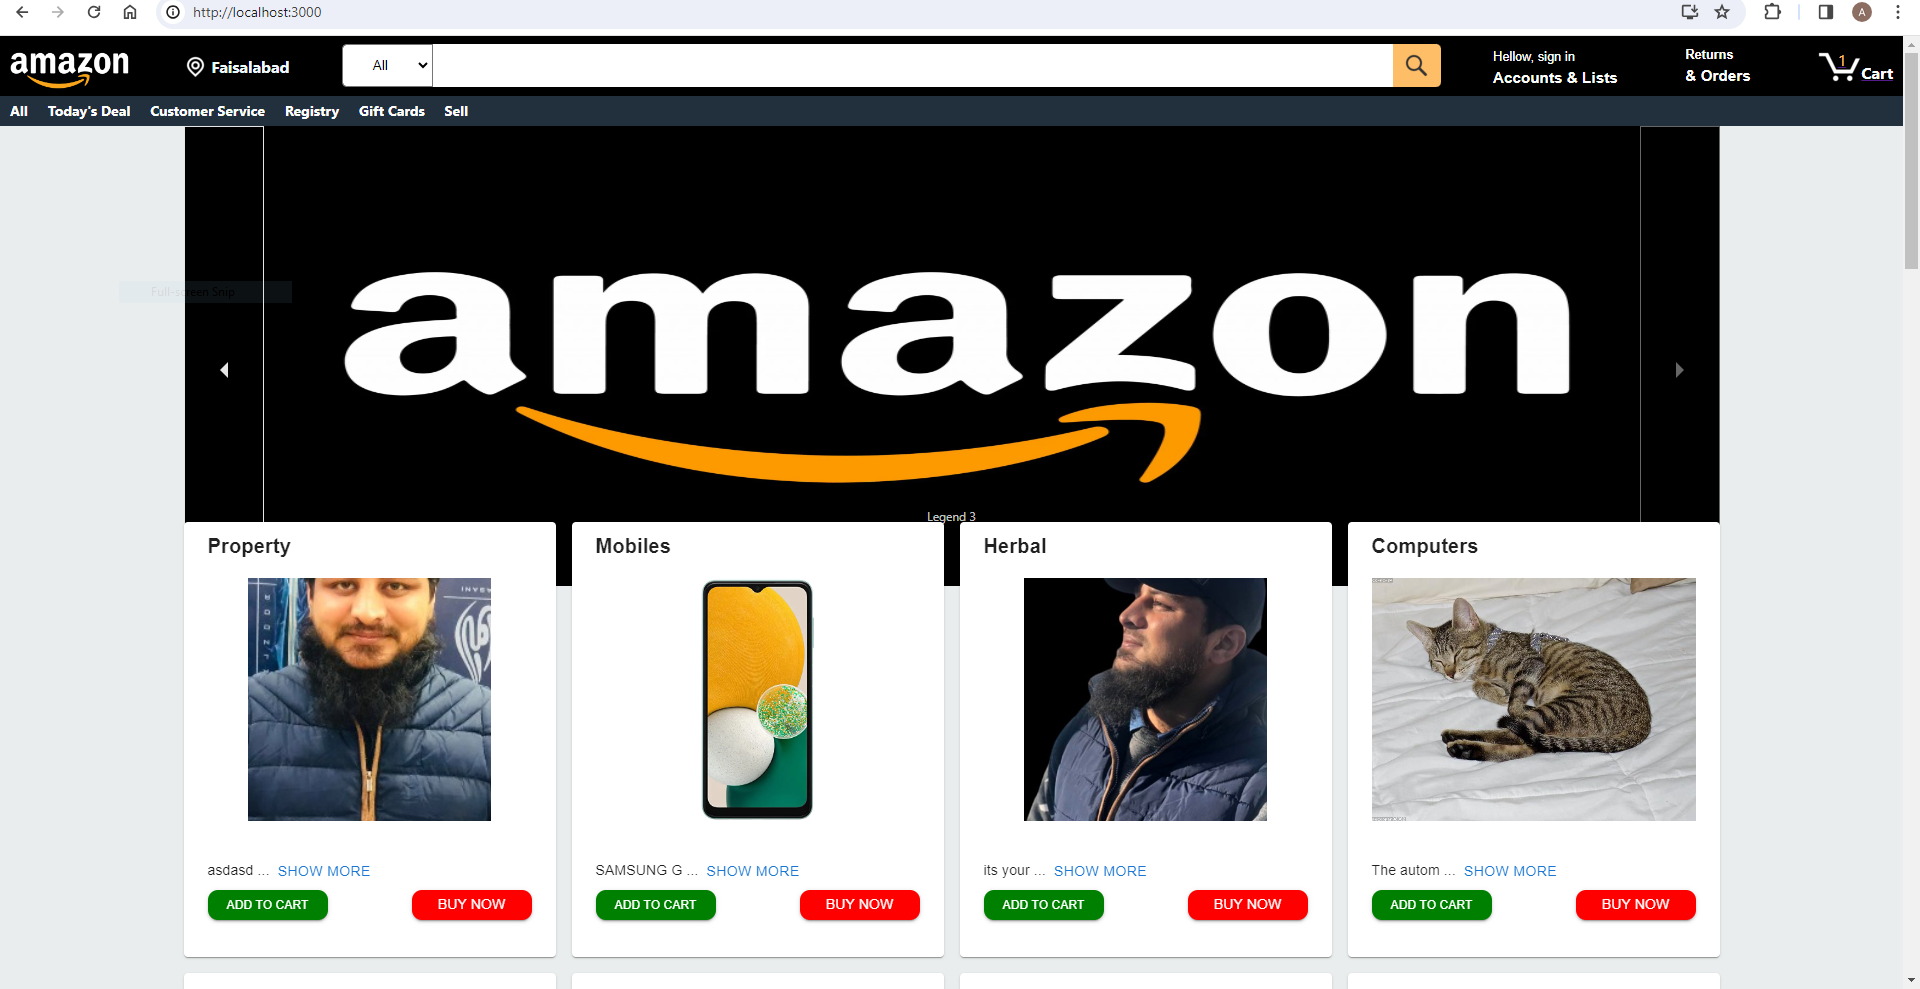 http://localhost:3000
A
amazon
Faisalabad
All
Hellow, sign in
Accounts & Lists
Returns
& Orders
1
Cart
All
Today's Deal
Customer Service
Registry
Gift Cards
Sell
Full-screen Snip
amazon
Legend 3
Property
Mobiles
Herbal
Computers
asdasd ... SHOW MORE
SAMSUNG G ... SHOW MORE
its your ... SHOW MORE
The autom ... SHOW MORE
ADD TO CART
BUY NOW
ADD TO CART
BUY NOW
ADD TO CART
BUY NOW
ADD TO CART
BUY NOW